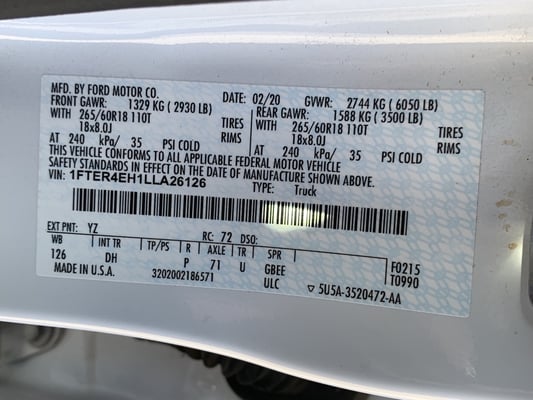 MFD. BY FORD MOTOR CO.
DATE: 02/20 GVWR: 2744 KG ( 6050 LB)
FRONT GAWR: 1329 KG ( 2930 LB) REAR GAWR: 1588 KG ( 3500 LB)
WITH 265/60R18 110T TIRES WITH 265/60R18 110T TIRES
18x8.0J RIMS 18x8.0J RIMS
AT 240 kPa/ 35 PSI COLD AT 240 kPa/ 35 PSI COLD
THIS VEHICLE CONFORMS TO ALL APPLICABLE FEDERAL MOTOR VEHICLE
SAFETY STANDARDS IN EFFECT ON THE DATE OF MANUFACTURE SHOWN ABOVE.
VIN: 1FTER4EH1LLA26126 TYPE: Truck
EXT PNT: YZ RC: 72 DSO:
WB INT TR TP/PS R AXLE TR SPR
126 DH P 71 U GBEE F0215
ULC T0990
MADE IN U.S.A. 3202002186571 ▽ 5U5A-3520472-AA